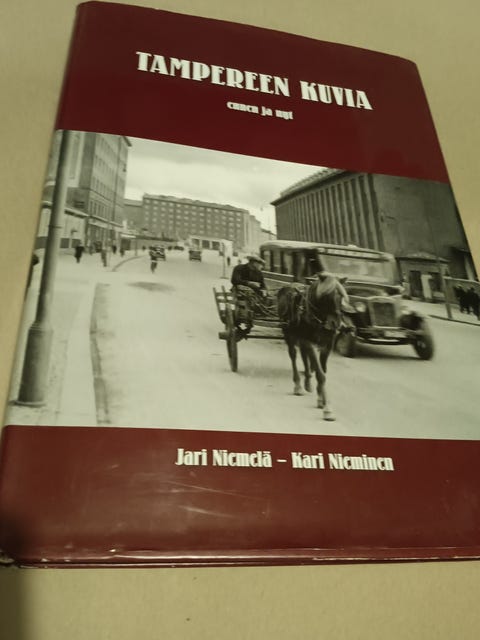 TAMPEREEN KUVIA
ennen ja nyt
Jari Niemelä – Kari Nieminen